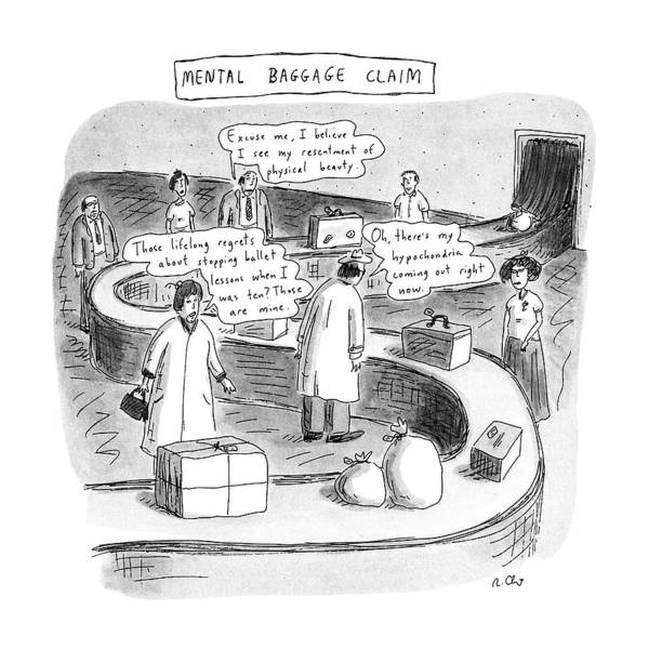 MENTAL BAGGAGE CLAIM
Excuse me, I believe
I see my resentment of
physical beauty.
Those lifelong regrets
about stopping ballet
lessons when I
was ten? Those
are mine.
Oh, there's my
hypochondria
coming out right
now.
R. Ch